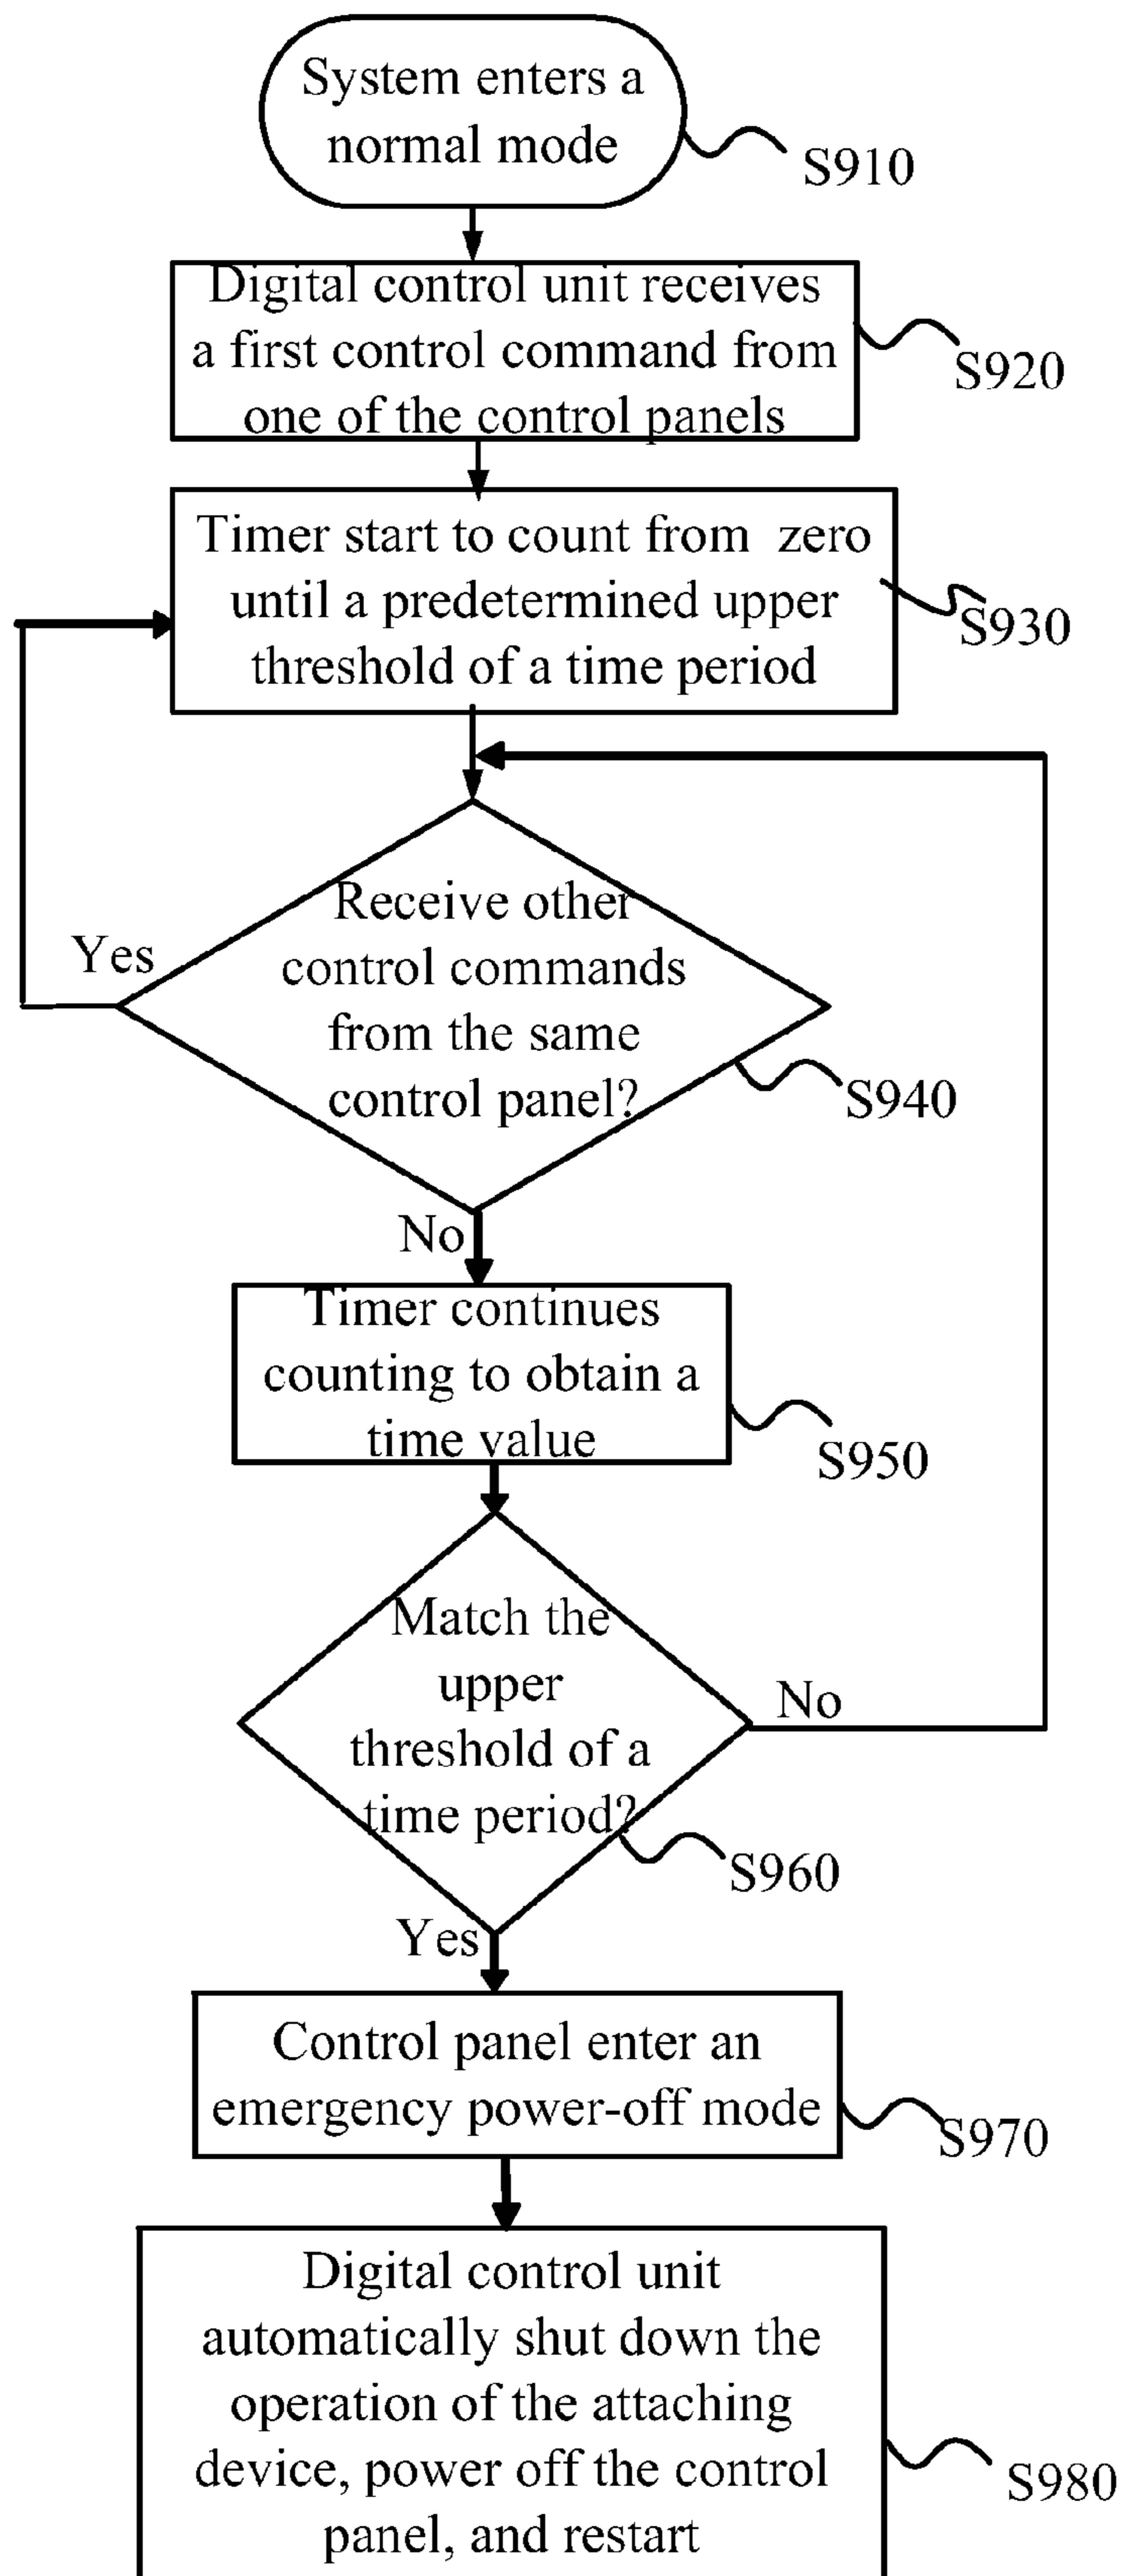 System enters a
normal mode
S910
Digital control unit receives
a first control command from
one of the control panels
S920
Timer start to count from zero
until a predetermined upper
threshold of a time period
S930
Receive other
control commands
from the same
control panel?
Yes
S940
No
Timer continues
counting to obtain a
time value
S950
Match the
upper
threshold of a
time period?
No
S960
Yes
Control panel enter an
emergency power-off mode
S970
Digital control unit
automatically shut down the
operation of the attaching
device, power off the control
panel, and restart
S980